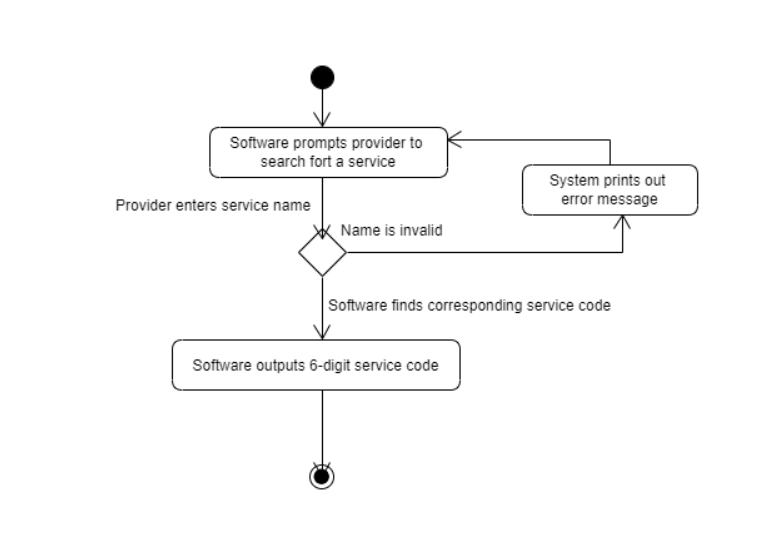 Software prompts provider to
search fort a service
System prints out
error message
Provider enters service name
Name is invalid
Software finds corresponding service code
Software outputs 6-digit service code